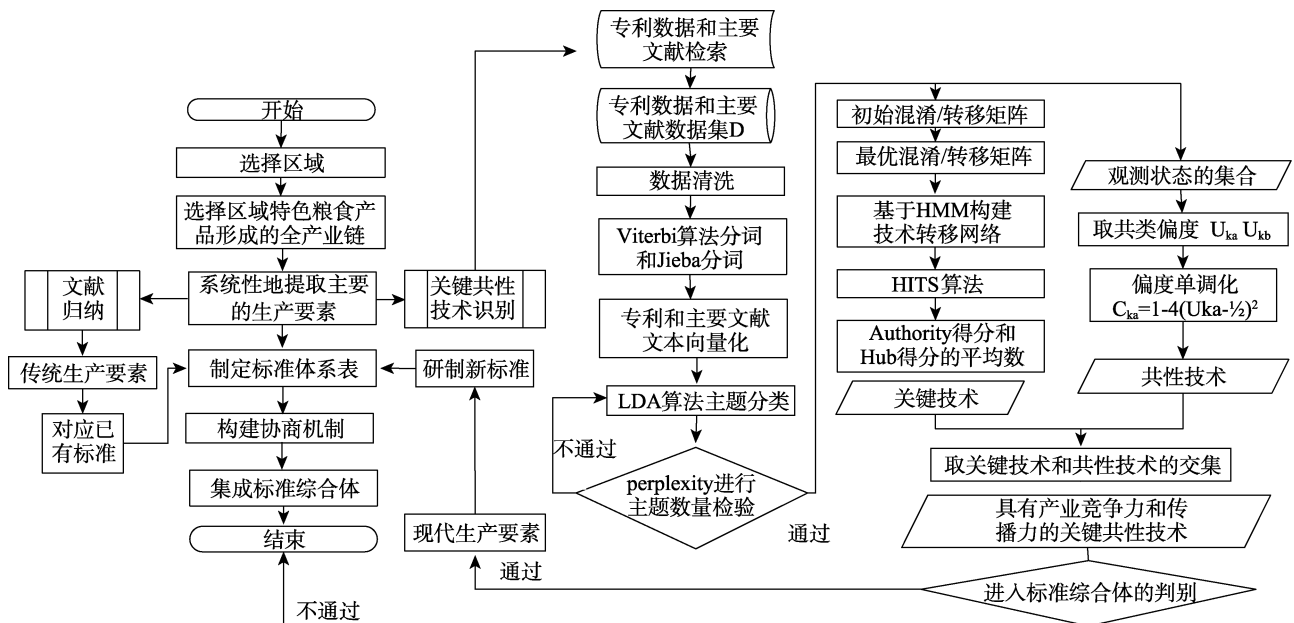 开始
选择区域
选择区域特色粮食产
品形成的全产业链
系统性地提取主要
的生产要素
文献
归纳
传统生产要素
对应已
有标准
制定标准体系表
构建协商机制
集成标准综合体
结束
不通过
关键共性
技术识别
研制新标准
现代生产要素
通过
专利数据和主要
文献检索
专利数据和主要
文献数据集D
数据清洗
Viterbi算法分词
和Jieba分词
专利和主要文献
文本向量化
LDA算法主题分类
不通过
perplexity进行
主题数量检验
通过
初始混淆/转移矩阵
最优混淆/转移矩阵
基于HMM构建
技术转移网络
HITS算法
Authority得分和
Hub得分的平均数
关键技术
观测状态的集合
取共类偏度 Uka Ukb
偏度单调化
Cka=1-4(Uka-½)²
共性技术
取关键技术和共性技术的交集
具有产业竞争力和传
播力的关键共性技术
进入标准综合体的判别